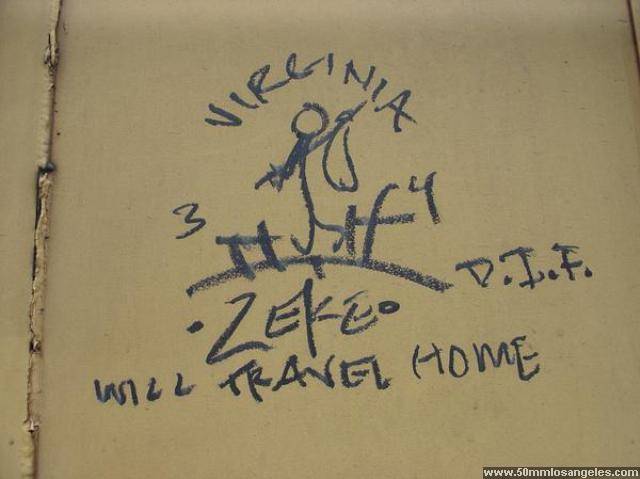 VIRGINIA
3 4
D.I.F.
·ZEKE·
WILL TRAVEL HOME
www.50mmlosangeles.com